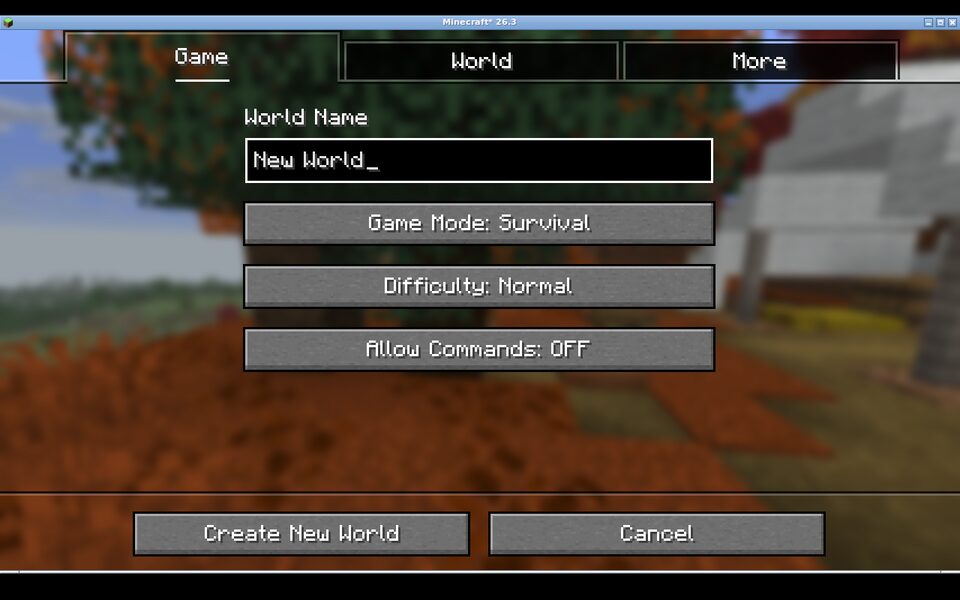 Minecraft* 26.3
Game
World
More
World Name
New World_
Game Mode: Survival
Difficulty: Normal
Allow Commands: OFF
Create New World
Cancel